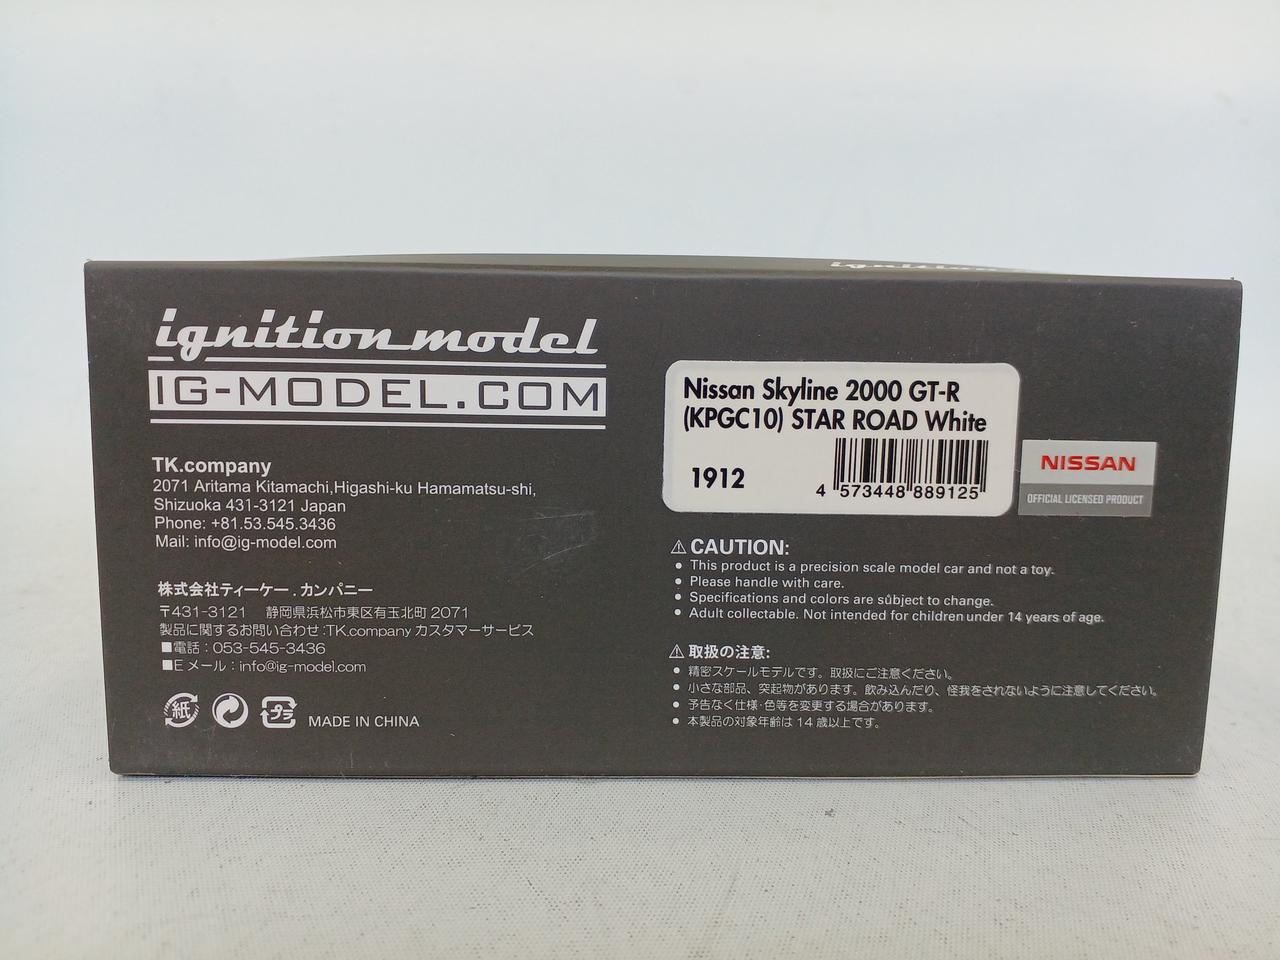 ignition
ignition model
IG-MODEL.COM
TK.company
2071 Aritama Kitamachi,Higashi-ku Hamamatsu-shi,
Shizuoka 431-3121 Japan
Phone: +81.53.545.3436
Mail: info@ig-model.com
株式会社ティーケー．カンパニー
〒431-3121 静岡県浜松市東区有玉北町 2071
製品に関するお問い合わせ:TK.company カスタマーサービス
■電話：053-545-3436
■E メール：info@ig-model.com
紙
プラ
MADE IN CHINA
Nissan Skyline 2000 GT-R
(KPGC10) STAR ROAD White
1912
4 573448 889125
NISSAN
OFFICIAL LICENSED PRODUCT
⚠ CAUTION:
● This product is a precision scale model car and not a toy.
● Please handle with care.
● Specifications and colors are subject to change.
● Adult collectable. Not intended for children under 14 years of age.
⚠ 取扱の注意:
● 精密スケールモデルです。取扱にご注意ください。
● 小さな部品、突起物があります。飲み込んだり、怪我をされないように注意してください。
● 予告なく仕様・色等を変更する場合があります。
● 本製品の対象年齢は 14 歳以上です。